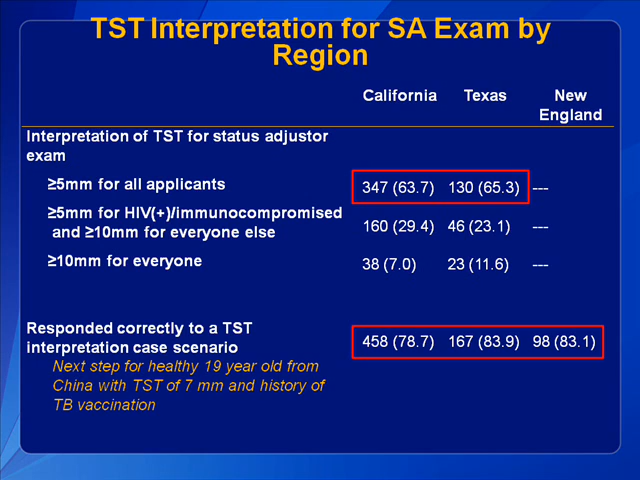 TST Interpretation for SA Exam by
Region
California Texas New
England
Interpretation of TST for status adjustor
exam
≥5mm for all applicants 347 (63.7) 130 (65.3) ---
≥5mm for HIV(+)/immunocompromised
and ≥10mm for everyone else 160 (29.4) 46 (23.1) ---
≥10mm for everyone 38 (7.0) 23 (11.6) ---
Responded correctly to a TST
interpretation case scenario 458 (78.7) 167 (83.9) 98 (83.1)
Next step for healthy 19 year old from
China with TST of 7 mm and history of
TB vaccination